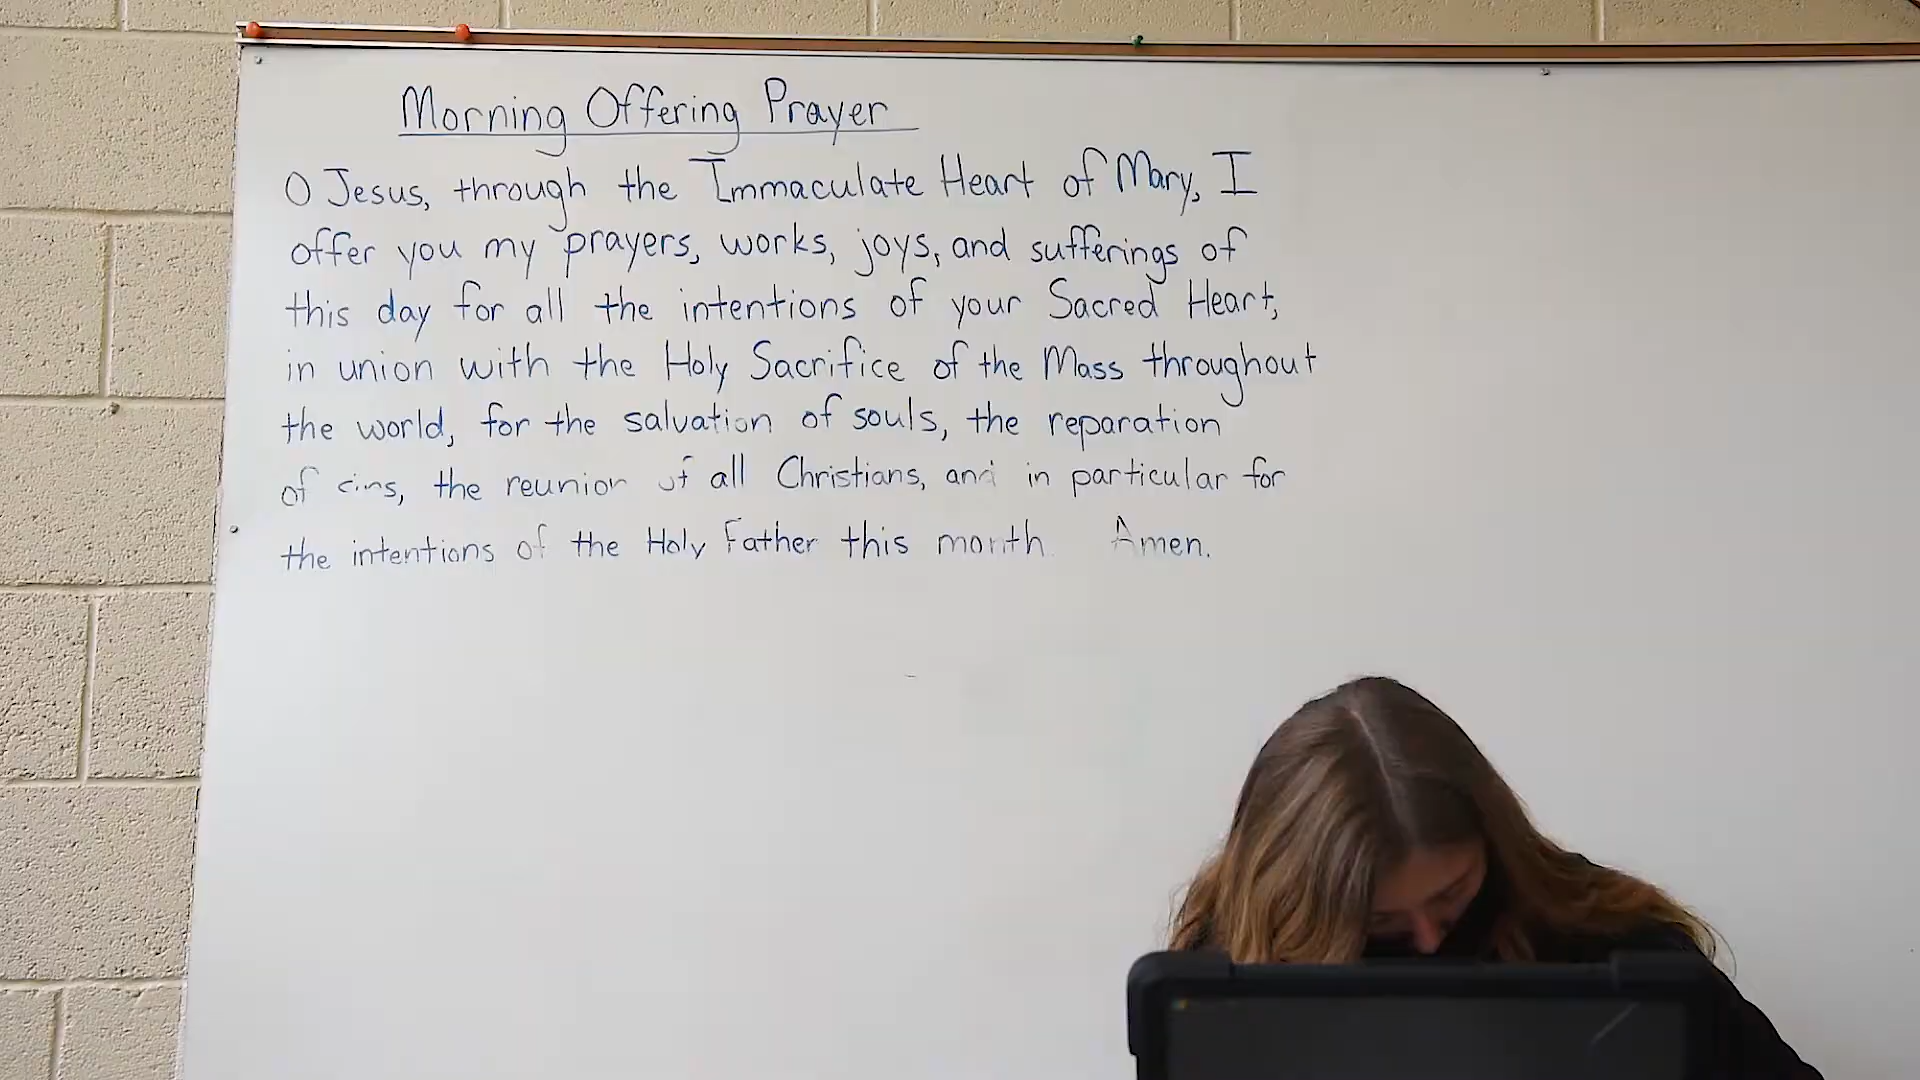 Morning Offering Prayer
O Jesus, through the Immaculate Heart of Mary, I
offer you my prayers, works, joys, and sufferings of
this day for all the intentions of your Sacred Heart,
in union with the Holy Sacrifice of the Mass throughout
the world, for the salvation of souls, the reparation
of sins, the reunion of all Christians, and in particular for
the intentions of the Holy Father this month. Amen.